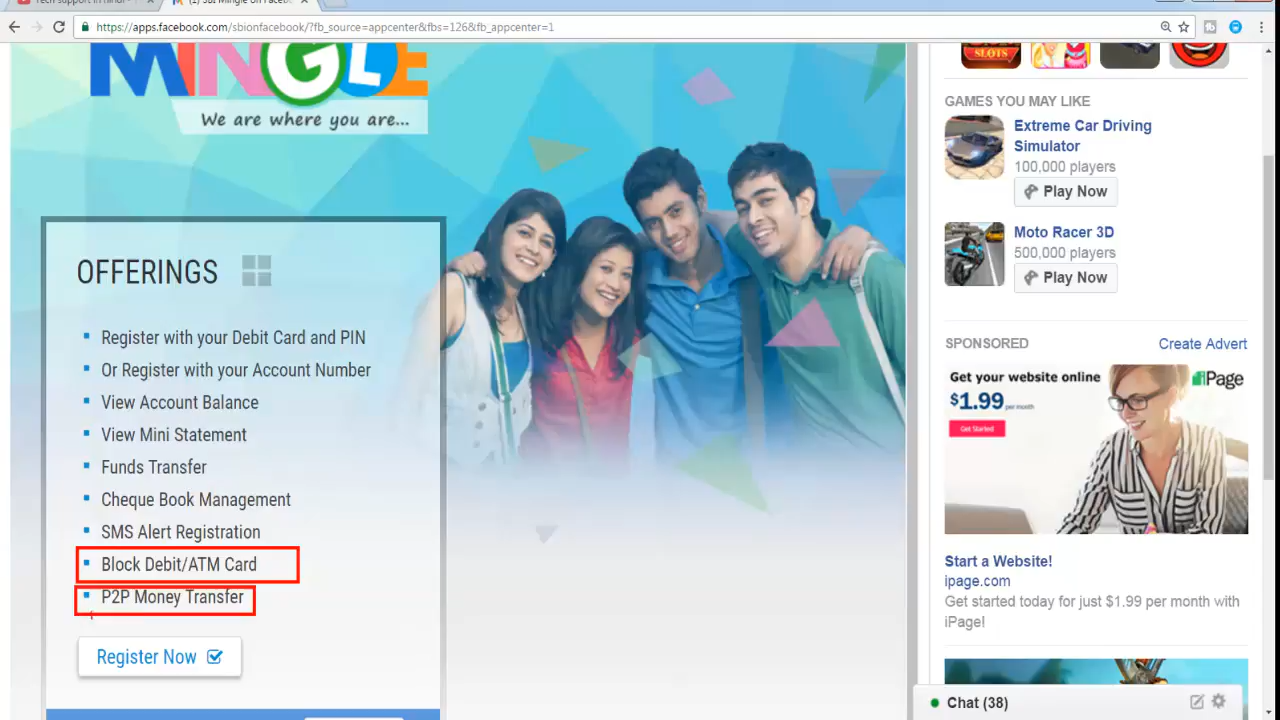 https://apps.facebook.com/sbionfacebook/?fb_source=appcenter&fbs=126&fb_appcenter=1
MINGLE
We are where you are...
OFFERINGS
Register with your Debit Card and PIN
Or Register with your Account Number
View Account Balance
View Mini Statement
Funds Transfer
Cheque Book Management
SMS Alert Registration
Block Debit/ATM Card
P2P Money Transfer
Register Now
SLOTS
GAMES YOU MAY LIKE
Extreme Car Driving
Simulator
100,000 players
Play Now
Moto Racer 3D
500,000 players
Play Now
SPONSORED
Create Advert
Get your website online
iPage
$1.99 per month
Get Started
Start a Website!
ipage.com
Get started today for just $1.99 per month with
iPage!
Chat (38)